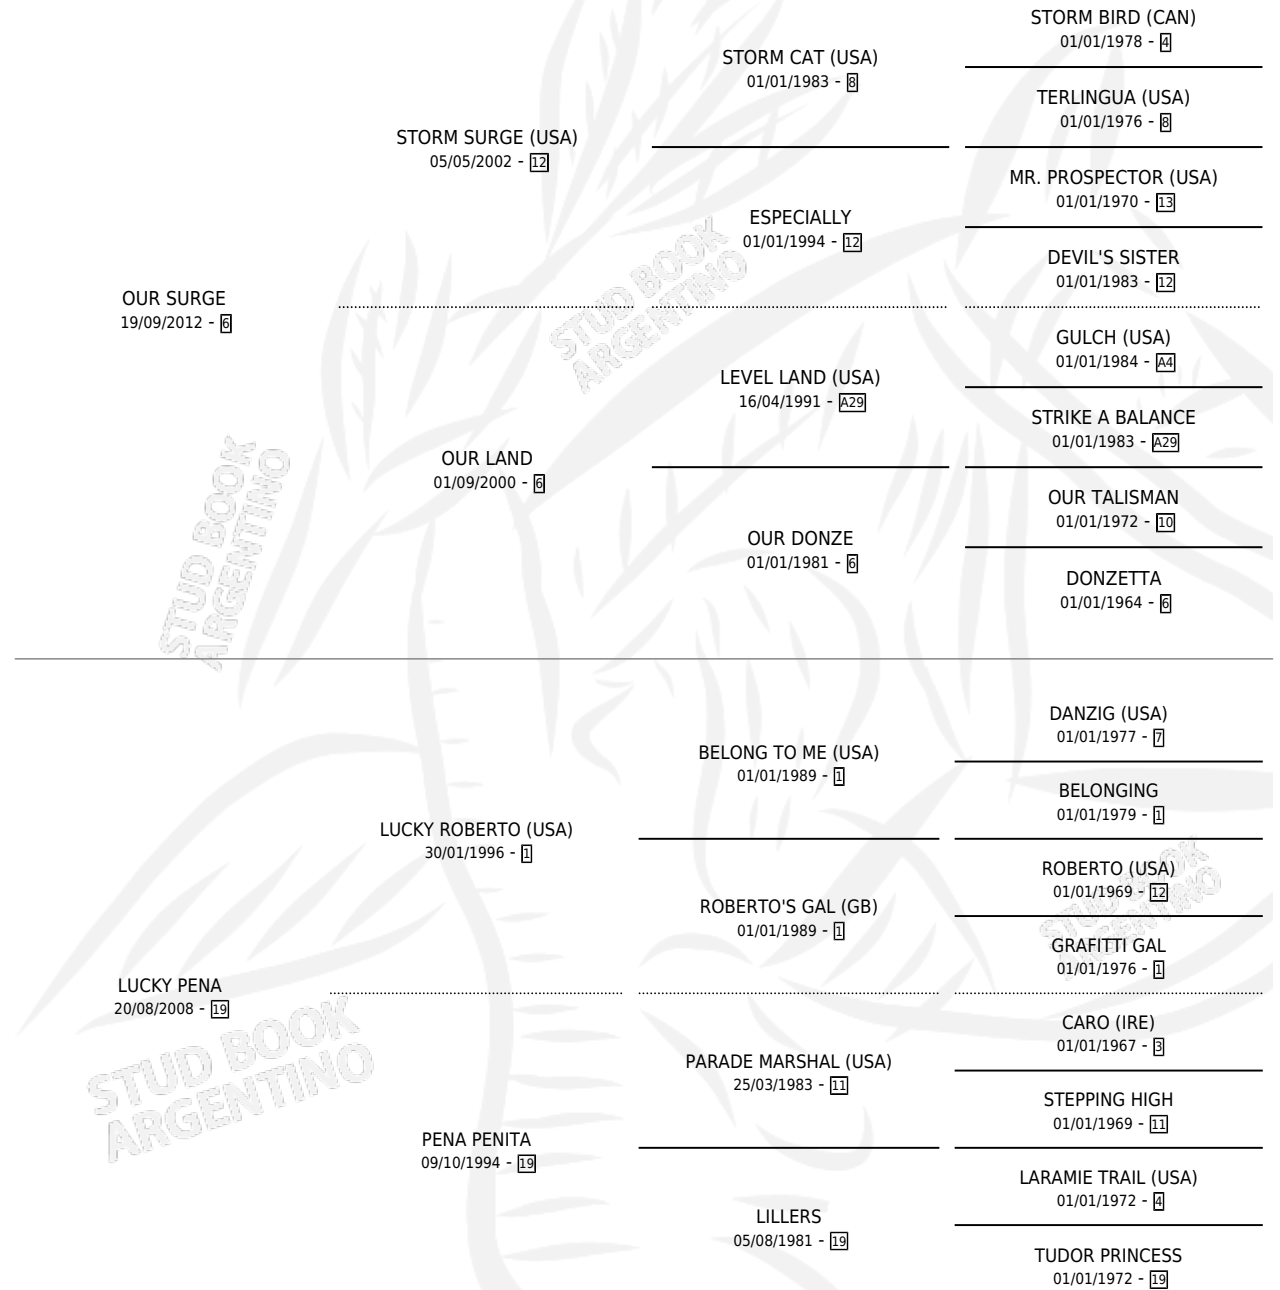 STORM BIRD (CAN)
01/01/1978 - 4
STORM CAT (USA)
01/01/1983 - 8
TERLINGUA (USA)
01/01/1976 - 8
STORM SURGE (USA)
05/05/2002 - 12
MR. PROSPECTOR (USA)
01/01/1970 - 13
ESPECIALLY
01/01/1994 - 12
DEVIL'S SISTER
01/01/1983 - 12
OUR SURGE
19/09/2012 - 6
GULCH (USA)
01/01/1984 - A4
LEVEL LAND (USA)
16/04/1991 - A29
STRIKE A BALANCE
01/01/1983 - A29
OUR LAND
01/09/2000 - 6
OUR TALISMAN
01/01/1972 - 10
OUR DONZE
01/01/1981 - 6
DONZETTA
01/01/1964 - 6
DANZIG (USA)
01/01/1977 - 7
BELONG TO ME (USA)
01/01/1989 - 1
BELONGING
01/01/1979 - 1
LUCKY ROBERTO (USA)
30/01/1996 - 1
ROBERTO (USA)
01/01/1969 - 12
ROBERTO'S GAL (GB)
01/01/1989 - 1
GRAFITTI GAL
01/01/1976 - 1
LUCKY PENA
20/08/2008 - 19
CARO (IRE)
01/01/1967 - 3
PARADE MARSHAL (USA)
25/03/1983 - 11
STEPPING HIGH
01/01/1969 - 11
PENA PENITA
09/10/1994 - 19
LARAMIE TRAIL (USA)
01/01/1972 - 4
LILLERS
05/08/1981 - 19
TUDOR PRINCESS
01/01/1972 - 19
STUD BOOK
ARGENTINO
STUD BOOK
ARGENTINO
STUD BOOK
ARGENTINO
STUD BOOK
ARGENTINO